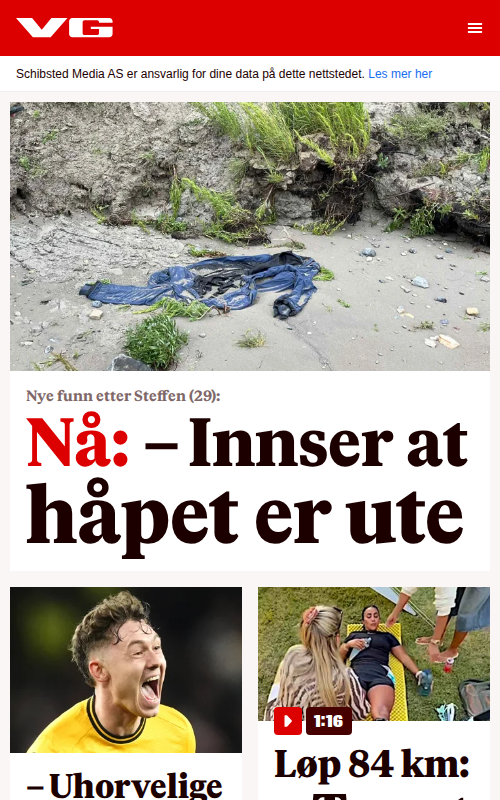 VG
Schibsted Media AS er ansvarlig for dine data på dette nettstedet. Les mer her
Nye funn etter Steffen (29):
Nå: – Innser at
håpet er ute
1:16
– Uhorvelige
Løp 84 km: